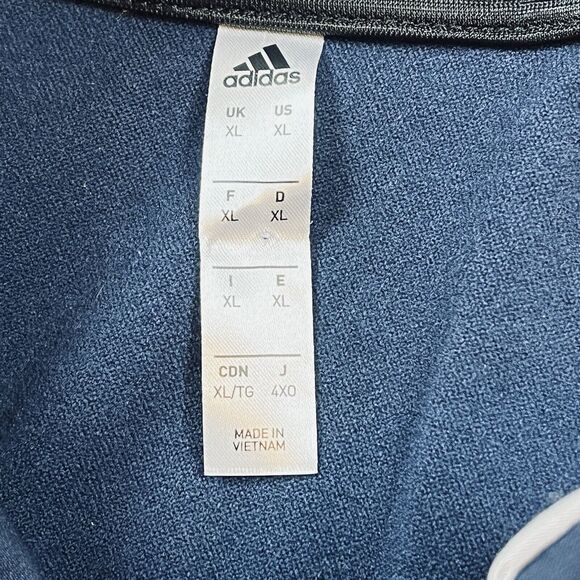 adidas
UK US
XL XL
F D
XL XL
I E
XL XL
CDN J
XL/TG 4XO
MADE IN
VIETNAM